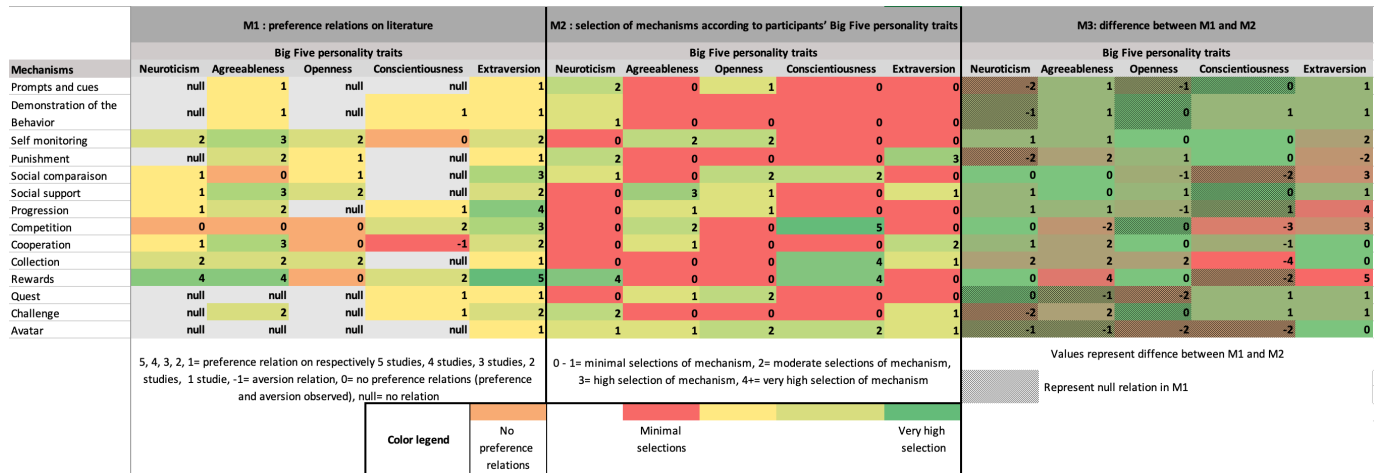 M1 : preference relations on literature M2 : selection of mechanisms according to participants' Big Five personality traits M3: difference between M1 and M2
Big Five personality traits Big Five personality traits Big Five personality traits
Mechanisms Neuroticism Agreeableness Openness Conscientiousness Extraversion Neuroticism Agreeableness Openness Conscientiousness Extraversion Neuroticism Agreeableness Openness Conscientiousness Extraversion
Prompts and cues null 1 null null 1 2 0 1 0 0 -2 1 -1 0 1
Demonstration of the
Behavior null 1 null 1 1 1 0 0 0 0 -1 1 0 1 1
Self monitoring 2 3 2 0 2 0 2 2 0 0 1 1 0 0 2
Punishment null 2 1 null 1 2 0 0 0 3 -2 2 1 0 -2
Social comparaison 1 0 1 null 3 1 0 2 2 0 0 0 -1 -2 3
Social support 1 3 2 null 2 0 3 1 0 1 1 0 1 0 1
Progression 1 2 null 1 4 0 1 1 0 0 1 1 -1 1 4
Competition 0 0 0 2 3 0 2 0 5 0 0 -2 0 -3 3
Cooperation 1 3 0 -1 2 0 1 0 0 2 1 2 0 -1 0
Collection 2 2 2 null 1 0 0 0 4 1 2 2 2 -4 0
Rewards 4 4 0 2 5 4 0 0 4 0 0 4 0 -2 5
Quest null null null 1 1 0 1 2 0 0 0 -1 -2 1 1
Challenge null 2 null 1 2 2 0 0 0 1 -2 2 0 1 1
Avatar null null null null 1 1 1 2 2 1 -1 -1 -2 -2 0
5, 4, 3, 2, 1= preference relation on respectively 5 studies, 4 studies, 3 studies, 2
studies, 1 studie, -1= aversion relation, 0= no preference relations (preference
and aversion observed), null= no relation
0 - 1= minimal selections of mechanism, 2= moderate selections of mechanism,
3= high selection of mechanism, 4+= very high selection of mechanism
Values represent diffence between M1 and M2
Represent null relation in M1
Color legend
No
preference
relations
Minimal
selections
Very high
selection